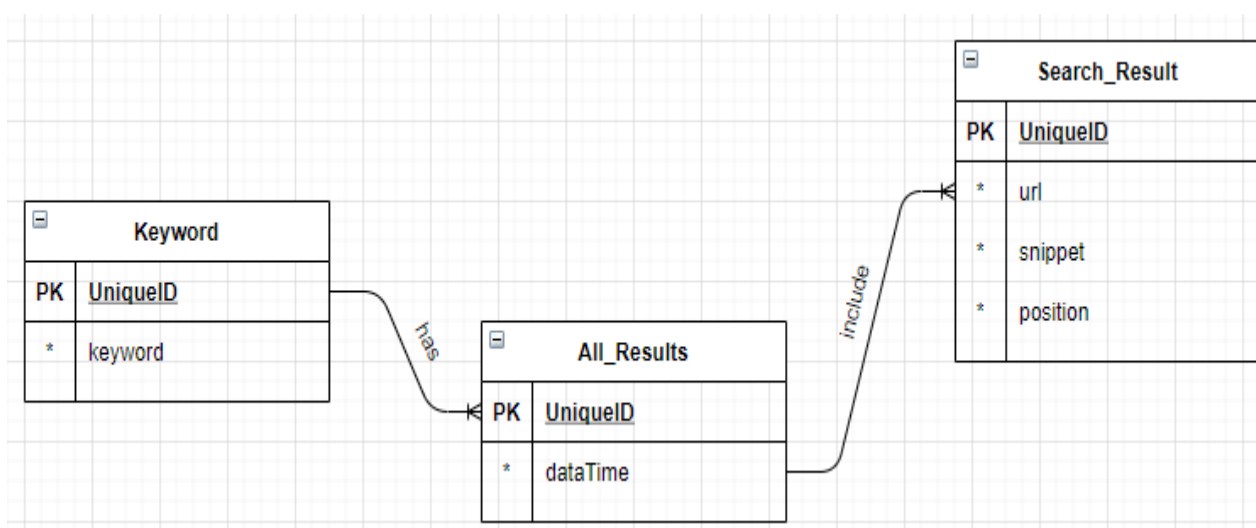 Keyword
PK UniqueID
* keyword
has
All_Results
PK UniqueID
* dataTime
include
Search_Result
PK UniqueID
* url
* snippet
* position